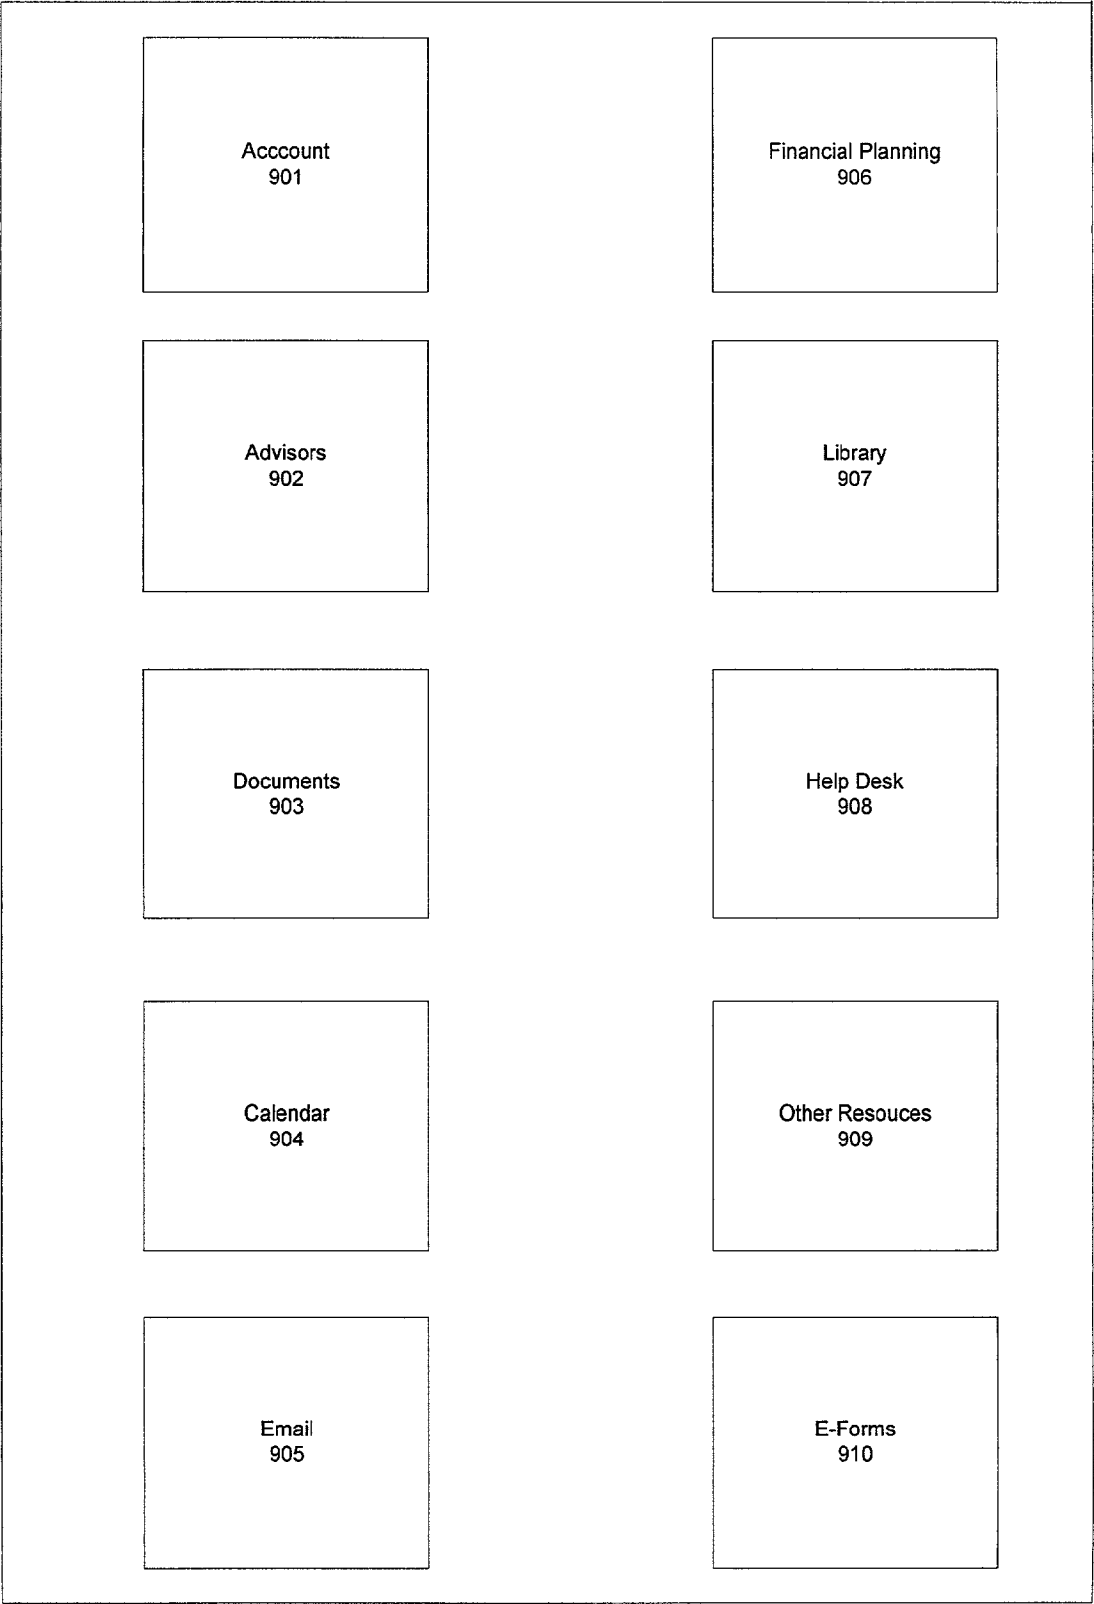 Acccount
901
Financial Planning
906
Advisors
902
Library
907
Documents
903
Help Desk
908
Calendar
904
Other Resouces
909
Email
905
E-Forms
910